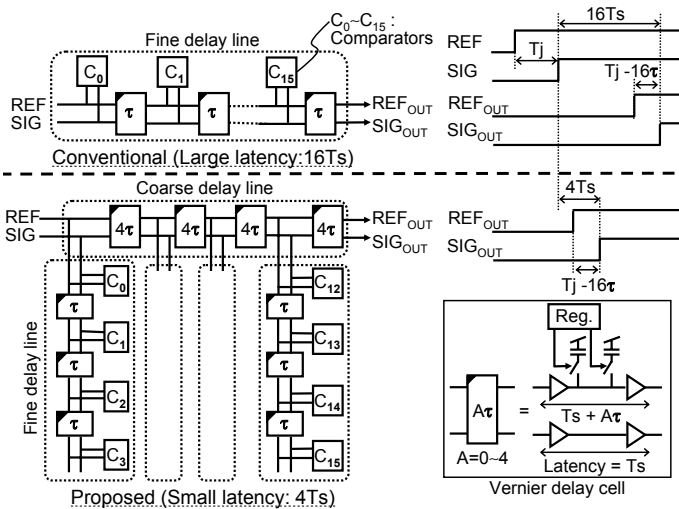 C0~C15 :
Comparators
Fine delay line
C0 C1 C15
REF
SIG
τ τ τ
REFOUT
SIGOUT
Conventional (Large latency:16Ts)
16Ts
REF
Tj
SIG
Tj -16τ
REFOUT
SIGOUT
Coarse delay line
REF
SIG
4τ 4τ 4τ 4τ
REFOUT
SIGOUT
Fine delay line
C0
τ
C1
τ
C2
τ
C3
C12
τ
C13
τ
C14
τ
C15
Proposed (Small latency: 4Ts)
4Ts
REFOUT
SIGOUT
Tj -16τ
Reg.
Aτ
=
Ts + Aτ
=
A=0~4
Latency = Ts
Vernier delay cell